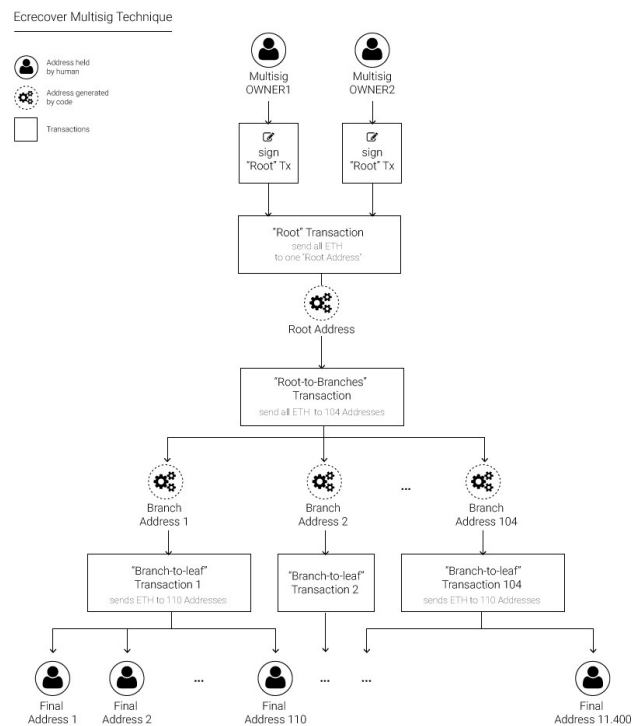 Ecrecover Multisig Technique
Address held
by human
Address generated
by code
Transactions
Multisig
OWNER1
Multisig
OWNER2
sign
"Root" Tx
sign
"Root" Tx
"Root" Transaction
send all ETH
to one "Root Address"
Root Address
"Root-to-Branches"
Transaction
send all ETH to 104 Addresses
Branch
Address 1
Branch
Address 2
...
Branch
Address 104
"Branch-to-leaf"
Transaction 1
sends ETH to 110 Addresses
"Branch-to-leaf"
Transaction 2
"Branch-to-leaf"
Transaction 104
sends ETH to 110 Addresses
Final
Address 1
Final
Address 2
...
Final
Address 110
...
...
Final
Address 11.400